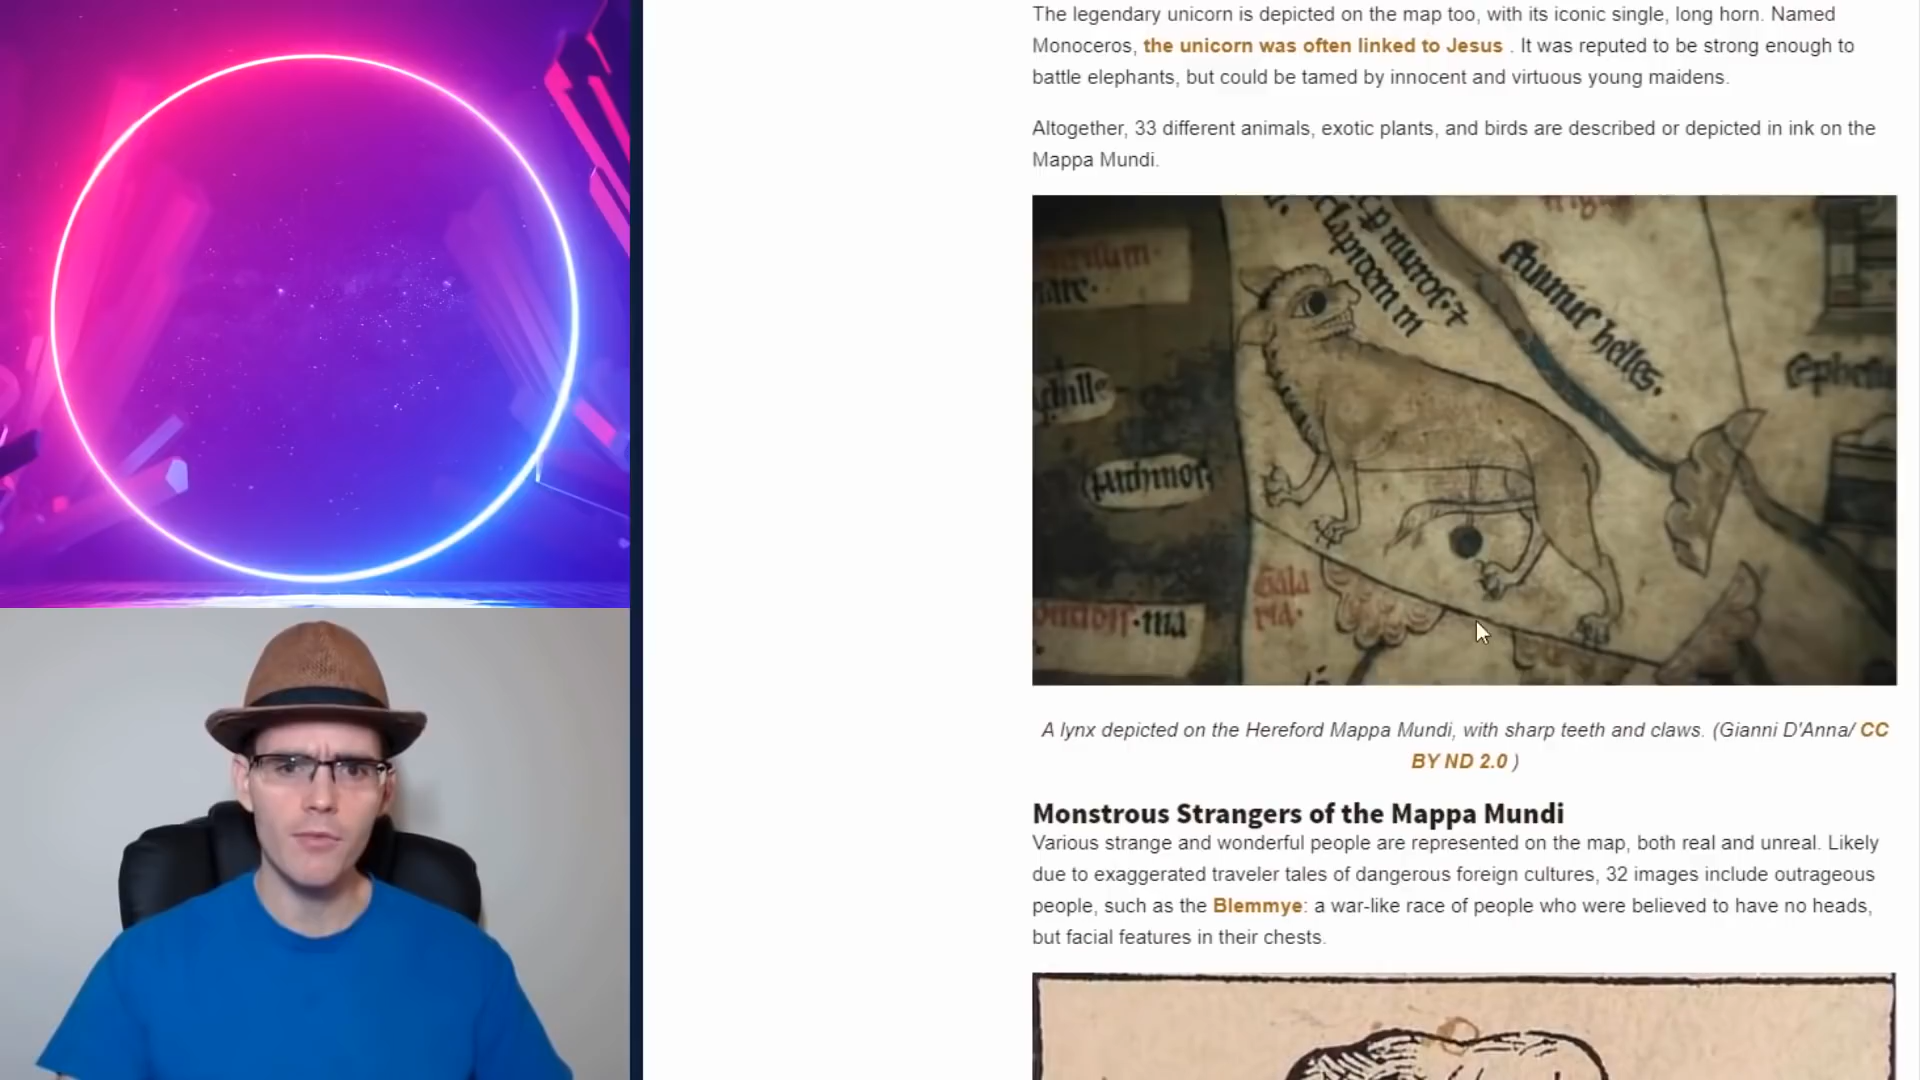 The legendary unicorn is depicted on the map too, with its iconic single, long horn. Named
Monoceros, the unicorn was often linked to Jesus . It was reputed to be strong enough to
battle elephants, but could be tamed by innocent and virtuous young maidens.
Altogether, 33 different animals, exotic plants, and birds are described or depicted in ink on the
Mappa Mundi.
A lynx depicted on the Hereford Mappa Mundi, with sharp teeth and claws. (Gianni D'Anna/ CC
BY ND 2.0 )
Monstrous Strangers of the Mappa Mundi
Various strange and wonderful people are represented on the map, both real and unreal. Likely
due to exaggerated traveler tales of dangerous foreign cultures, 32 images include outrageous
people, such as the Blemmye: a war-like race of people who were believed to have no heads,
but facial features in their chests.